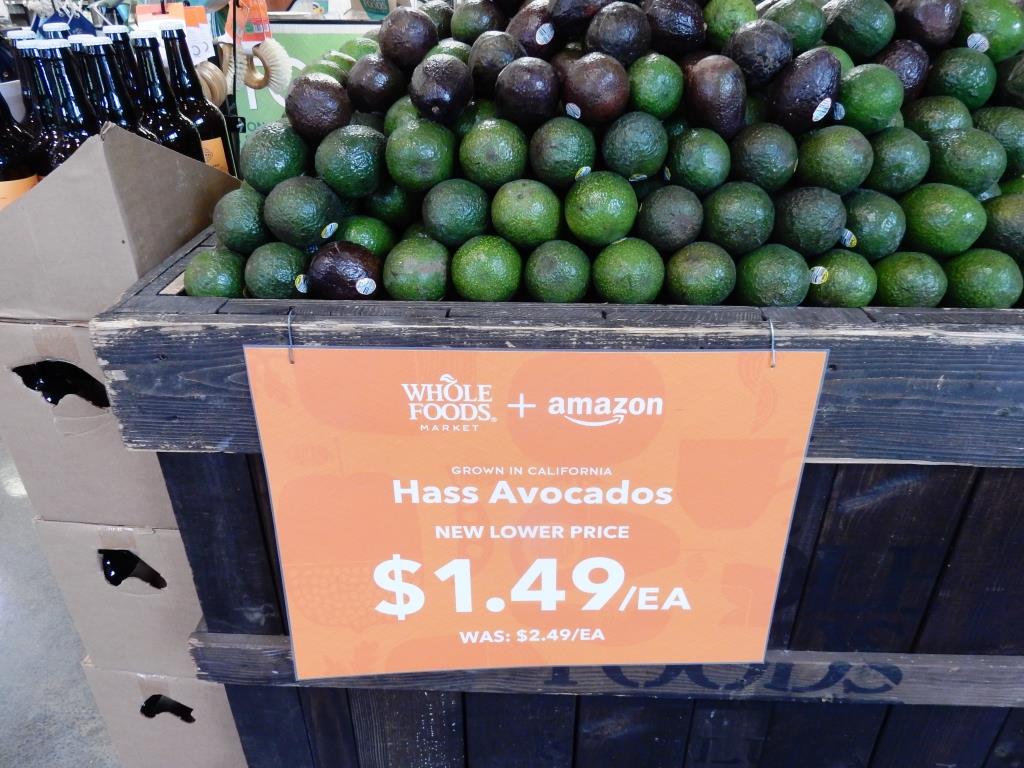 WHOLE
FOODS
MARKET
+ amazon
GROWN IN CALIFORNIA
Hass Avocados
NEW LOWER PRICE
$1.49/EA
WAS: $2.49/EA
FOODS